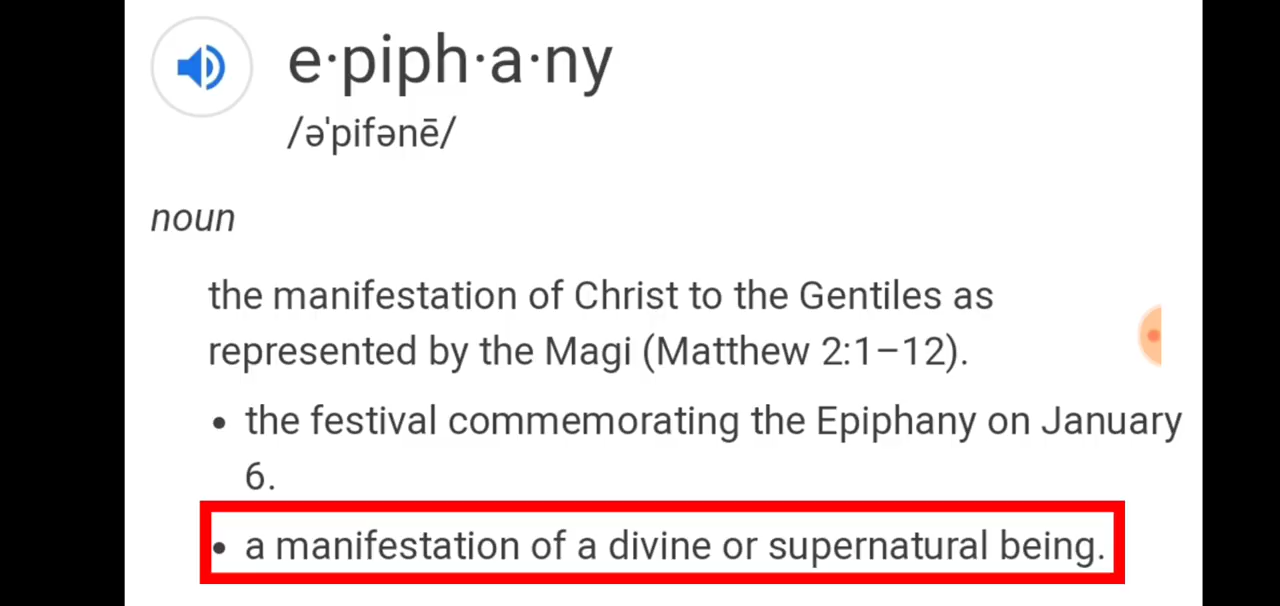 e·piph·a·ny
/əˈpifənē/
noun
the manifestation of Christ to the Gentiles as
represented by the Magi (Matthew 2:1–12).
• the festival commemorating the Epiphany on January
6.
• a manifestation of a divine or supernatural being.